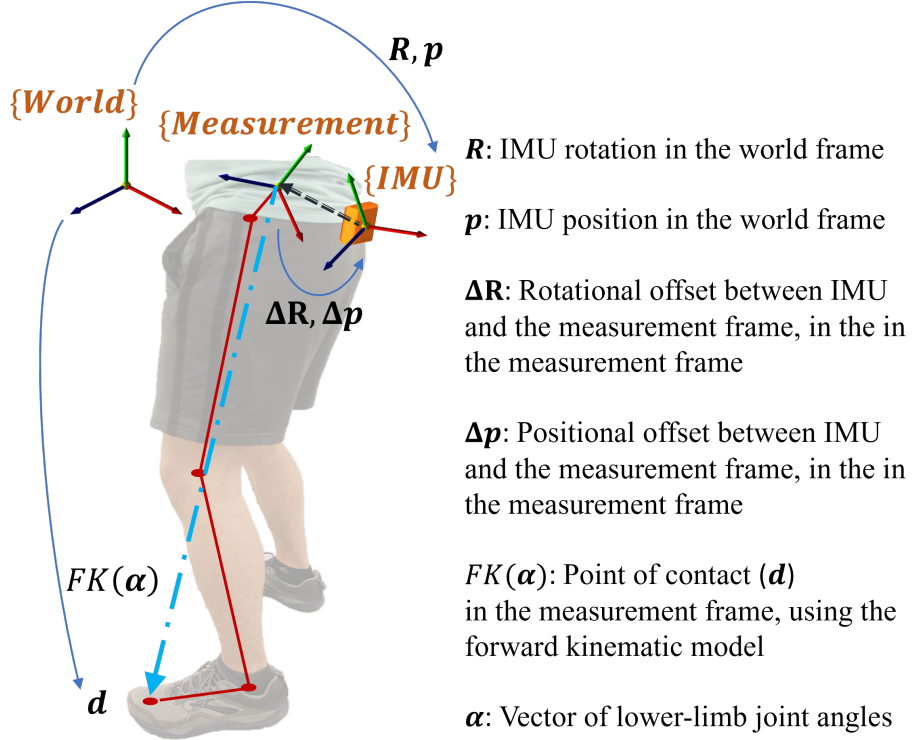 R, p
{World}
{Measurement}
{IMU}
ΔR, Δp
FK(α)
d
R: IMU rotation in the world frame
p: IMU position in the world frame
ΔR: Rotational offset between IMU
and the measurement frame, in the in
the measurement frame
Δp: Positional offset between IMU
and the measurement frame, in the in
the measurement frame
FK(α): Point of contact (d)
in the measurement frame, using the
forward kinematic model
α: Vector of lower-limb joint angles